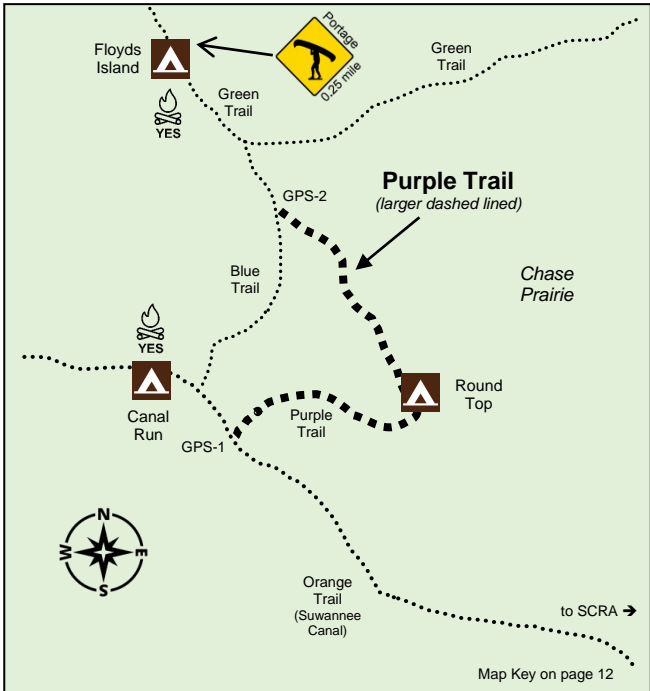 Floyds
Island
Portage
0.25 mile
Green
Trail
Green
Trail
YES
GPS-2
Purple Trail
(larger dashed lined)
Blue
Trail
Chase
Prairie
YES
Canal
Run
Round
Top
Purple
Trail
GPS-1
N
W
E
S
Orange
Trail
(Suwannee
Canal)
to SCRA ➔
Map Key on page 12